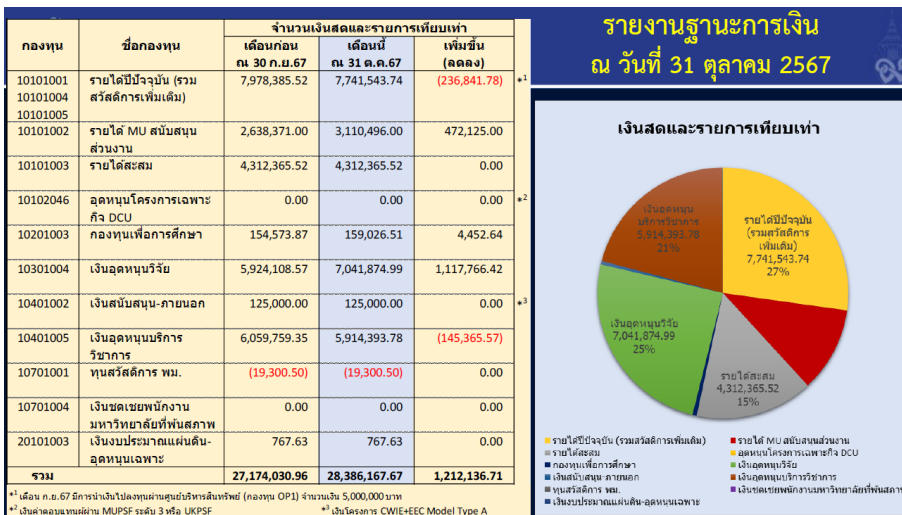 รายงานฐานะการเงิน
ณ วันที่ 31 ตุลาคม 2567
กองทุน ชื่อกองทุน จำนวนเงินสดและรายการเทียบเท่า
เดือนก่อน เดือนนี้ เพิ่มขึ้น
ณ 30 ก.ย.67 ณ 31 ต.ค.67 (ลดลง)
10101001 รายได้ปีปัจจุบัน (รวม 7,978,385.52 7,741,543.74 (236,841.78) *1
10101004 สวัสดิการเพิ่มเติม)
10101005
10101002 รายได้ MU สนับสนุน 2,638,371.00 3,110,496.00 472,125.00
ส่วนงาน
10101003 รายได้สะสม 4,312,365.52 4,312,365.52 0.00
10102046 อุดหนุนโครงการเฉพาะ 0.00 0.00 0.00 *2
กิจ DCU
10201003 กองทุนเพื่อการศึกษา 154,573.87 159,026.51 4,452.64
10301004 เงินอุดหนุนวิจัย 5,924,108.57 7,041,874.99 1,117,766.42
10401002 เงินสนับสนุน-ภายนอก 125,000.00 125,000.00 0.00 *3
10401005 เงินอุดหนุนบริการ 6,059,759.35 5,914,393.78 (145,365.57)
วิชาการ
10701001 ทุนสวัสดิการ พม. (19,300.50) (19,300.50) 0.00
10701004 เงินชดเชยพนักงาน 0.00 0.00 0.00
มหาวิทยาลัยที่พ้นสภาพ
20101003 เงินงบประมาณแผ่นดิน- 767.63 767.63 0.00
อุดหนุนเฉพาะ
รวม 27,174,030.96 28,386,167.67 1,212,136.71
*1 เดือน ก.ย.67 มีการนำเงินไปลงทุนผ่านศูนย์บริหารสินทรัพย์ (กองทุน OP1) จำนวนเงิน 5,000,000 บาท
*2 เงินค่าตอบแทนผู้ผ่าน MUPSF ระดับ 3 หรือ UKPSF *3 เงินโครงการ CWIE+EEC Model Type A
เงินสดและรายการเทียบเท่า
เงินอุดหนุน
บริการวิชาการ
5,914,393.78
21%
รายได้ปีปัจจุบัน
(รวมสวัสดิการ
เพิ่มเติม)
7,741,543.74
27%
เงินอุดหนุนวิจัย
7,041,874.99
25%
รายได้สะสม
4,312,365.52
15%
รายได้ปีปัจจุบัน (รวมสวัสดิการเพิ่มเติม) รายได้ MU สนับสนุนส่วนงาน
รายได้สะสม อุดหนุนโครงการเฉพาะกิจ DCU
กองทุนเพื่อการศึกษา เงินอุดหนุนวิจัย
เงินสนับสนุน-ภายนอก เงินอุดหนุนบริการวิชาการ
ทุนสวัสดิการ พม. เงินชดเชยพนักงานมหาวิทยาลัยที่พ้นสภาพ
เงินงบประมาณแผ่นดิน-อุดหนุนเฉพาะ